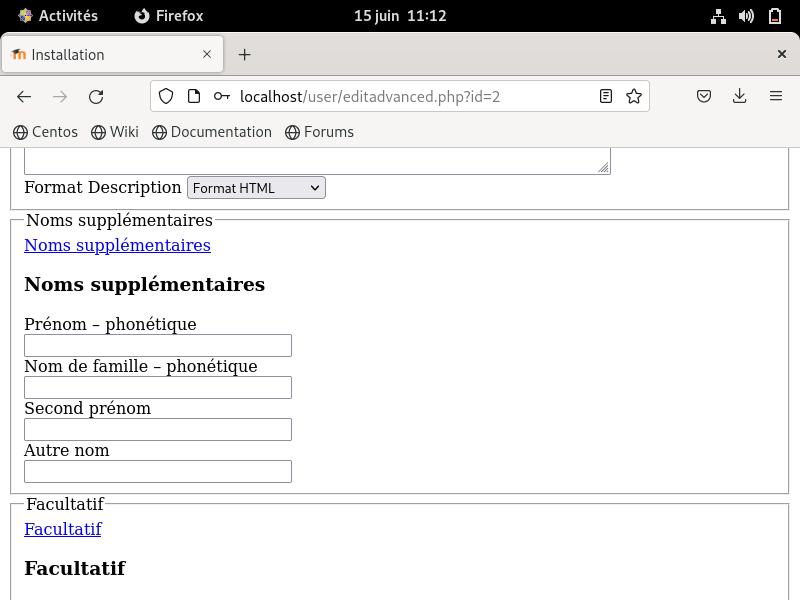 Activités Firefox 15 juin 11:12
Installation
localhost/user/editadvanced.php?id=2
Centos Wiki Documentation Forums
Format Description Format HTML
Noms supplémentaires
Noms supplémentaires
Noms supplémentaires
Prénom – phonétique
Nom de famille – phonétique
Second prénom
Autre nom
Facultatif
Facultatif
Facultatif